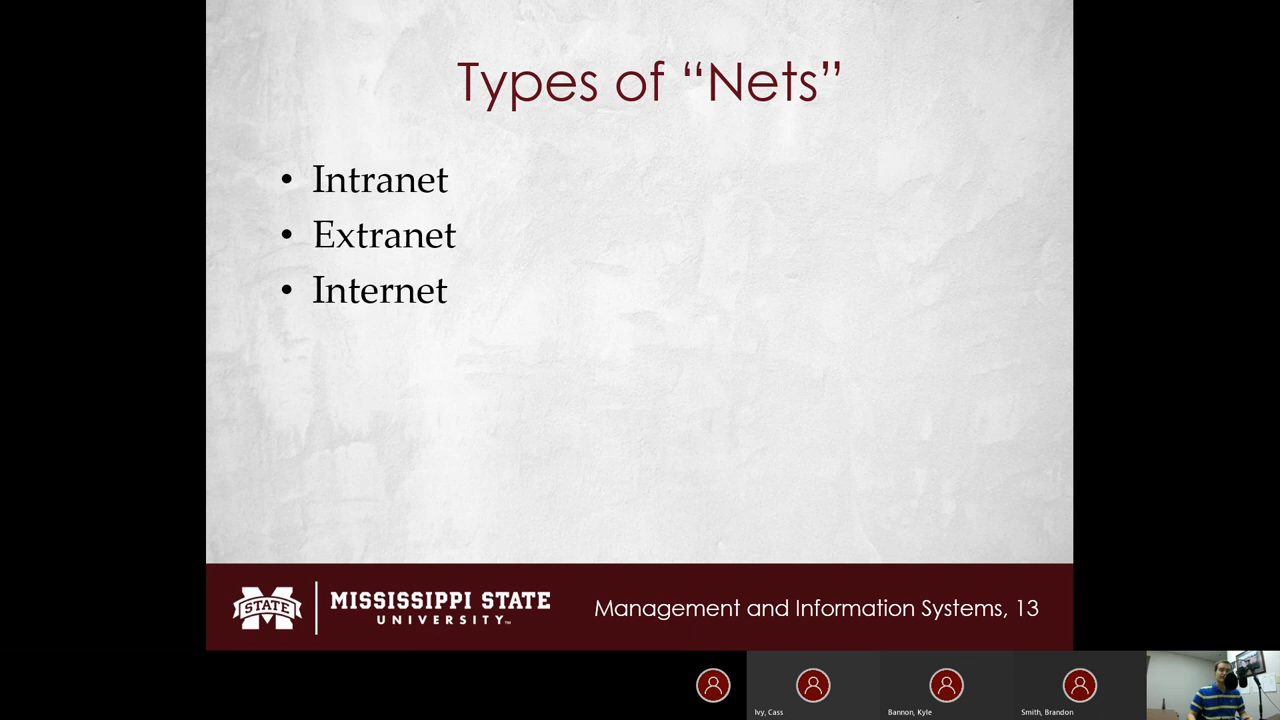 Types of “Nets”
• Intranet
• Extranet
• Internet
STATE
MISSISSIPPI STATE
UNIVERSITY™
Management and Information Systems, 13
Ivy, Cass
Bannon, Kyle
Smith, Brandon